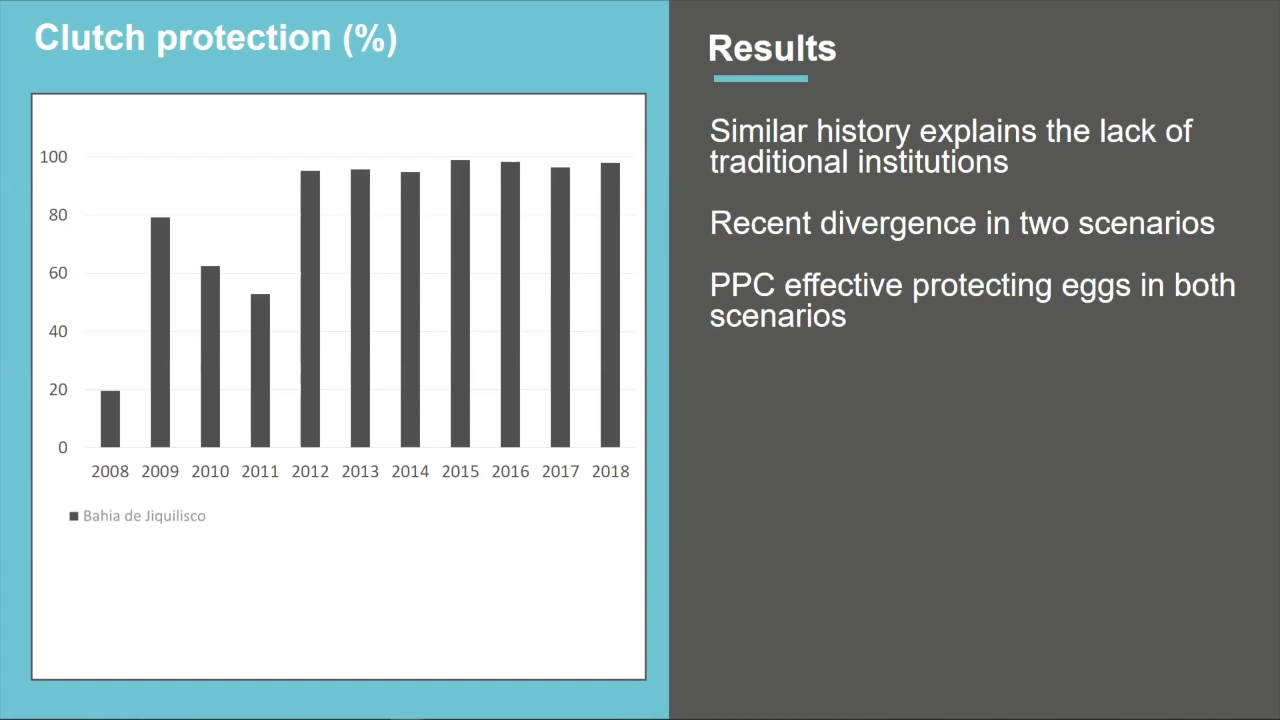 Clutch protection (%)
100
80
60
40
20
0
2008 2009 2010 2011 2012 2013 2014 2015 2016 2017 2018
Bahia de Jiquilisco
Results
Similar history explains the lack of
traditional institutions
Recent divergence in two scenarios
PPC effective protecting eggs in both
scenarios